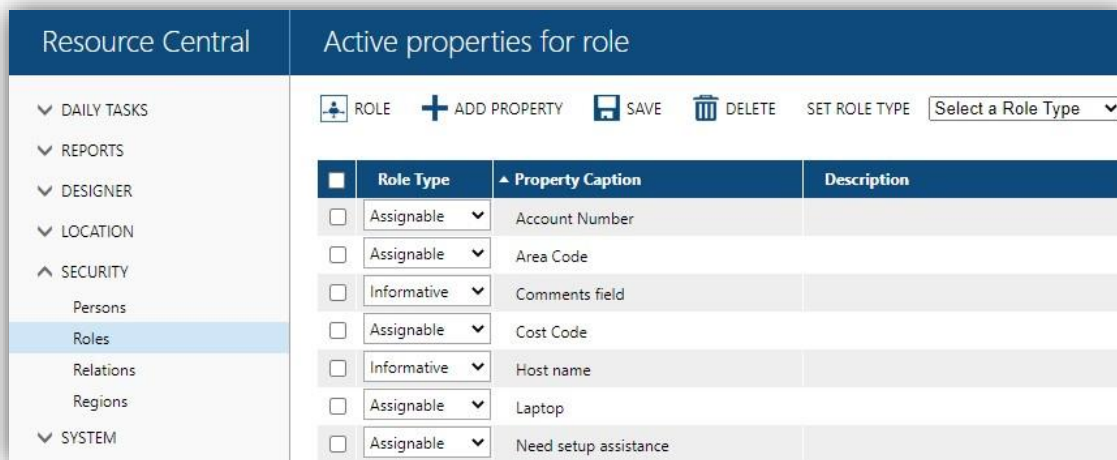 Resource Central
Active properties for role
DAILY TASKS
REPORTS
DESIGNER
LOCATION
SECURITY
Persons
Roles
Relations
Regions
SYSTEM
ROLE ADD PROPERTY SAVE DELETE SET ROLE TYPE Select a Role Type
Role Type Property Caption Description
Assignable Account Number
Assignable Area Code
Informative Comments field
Assignable Cost Code
Informative Host name
Assignable Laptop
Assignable Need setup assistance